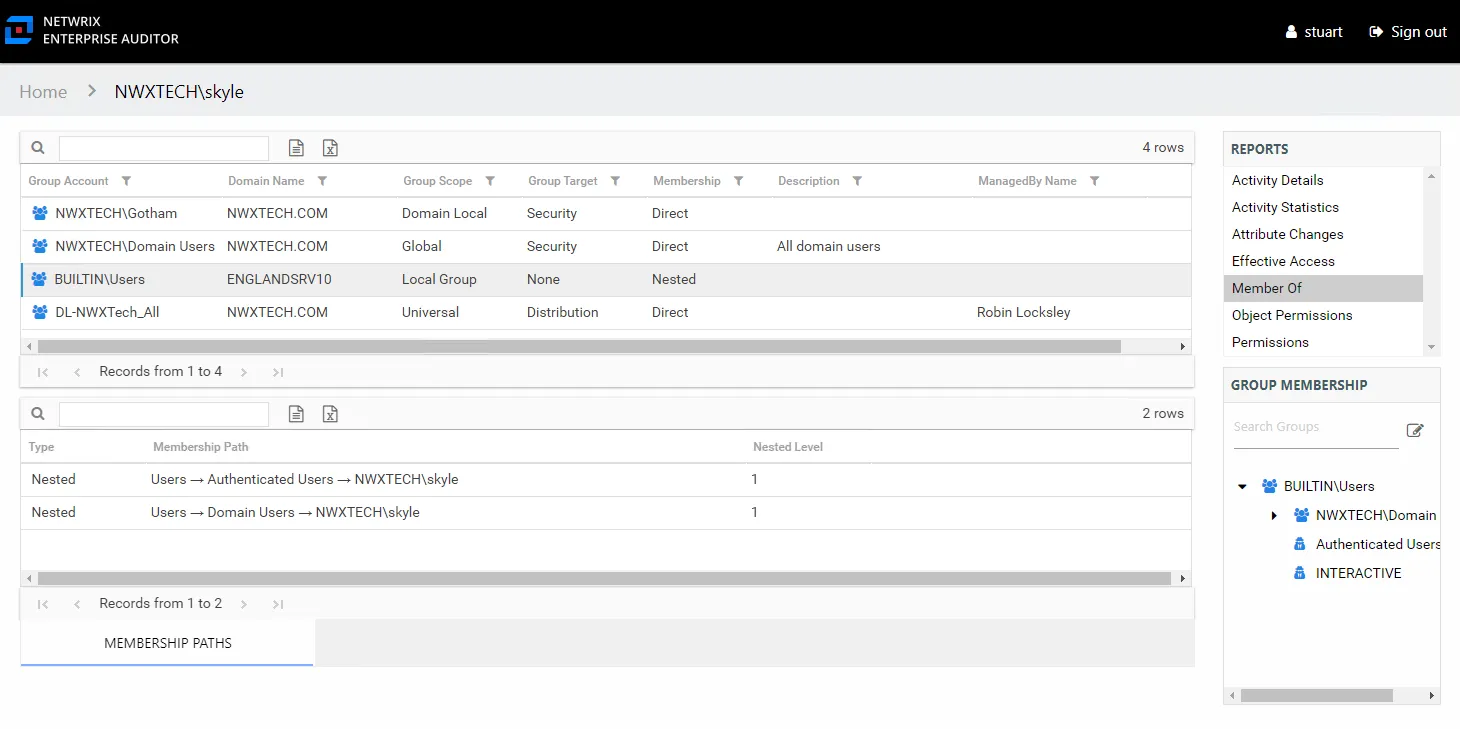 NETWRIX
ENTERPRISE AUDITOR
stuart Sign out
Home NWXTECH\skyle
4 rows
Group Account Domain Name Group Scope Group Target Membership Description ManagedBy Name
NWXTECH\Gotham NWXTECH.COM Domain Local Security Direct
NWXTECH\Domain Users NWXTECH.COM Global Security Direct All domain users
BUILTIN\Users ENGLANDSRV10 Local Group None Nested
DL-NWXTech_All NWXTECH.COM Universal Distribution Direct Robin Locksley
Records from 1 to 4
2 rows
Type Membership Path Nested Level
Nested Users → Authenticated Users → NWXTECH\skyle 1
Nested Users → Domain Users → NWXTECH\skyle 1
Records from 1 to 2
MEMBERSHIP PATHS
REPORTS
Activity Details
Activity Statistics
Attribute Changes
Effective Access
Member Of
Object Permissions
Permissions
GROUP MEMBERSHIP
Search Groups
BUILTIN\Users
NWXTECH\Domain
Authenticated Users
INTERACTIVE